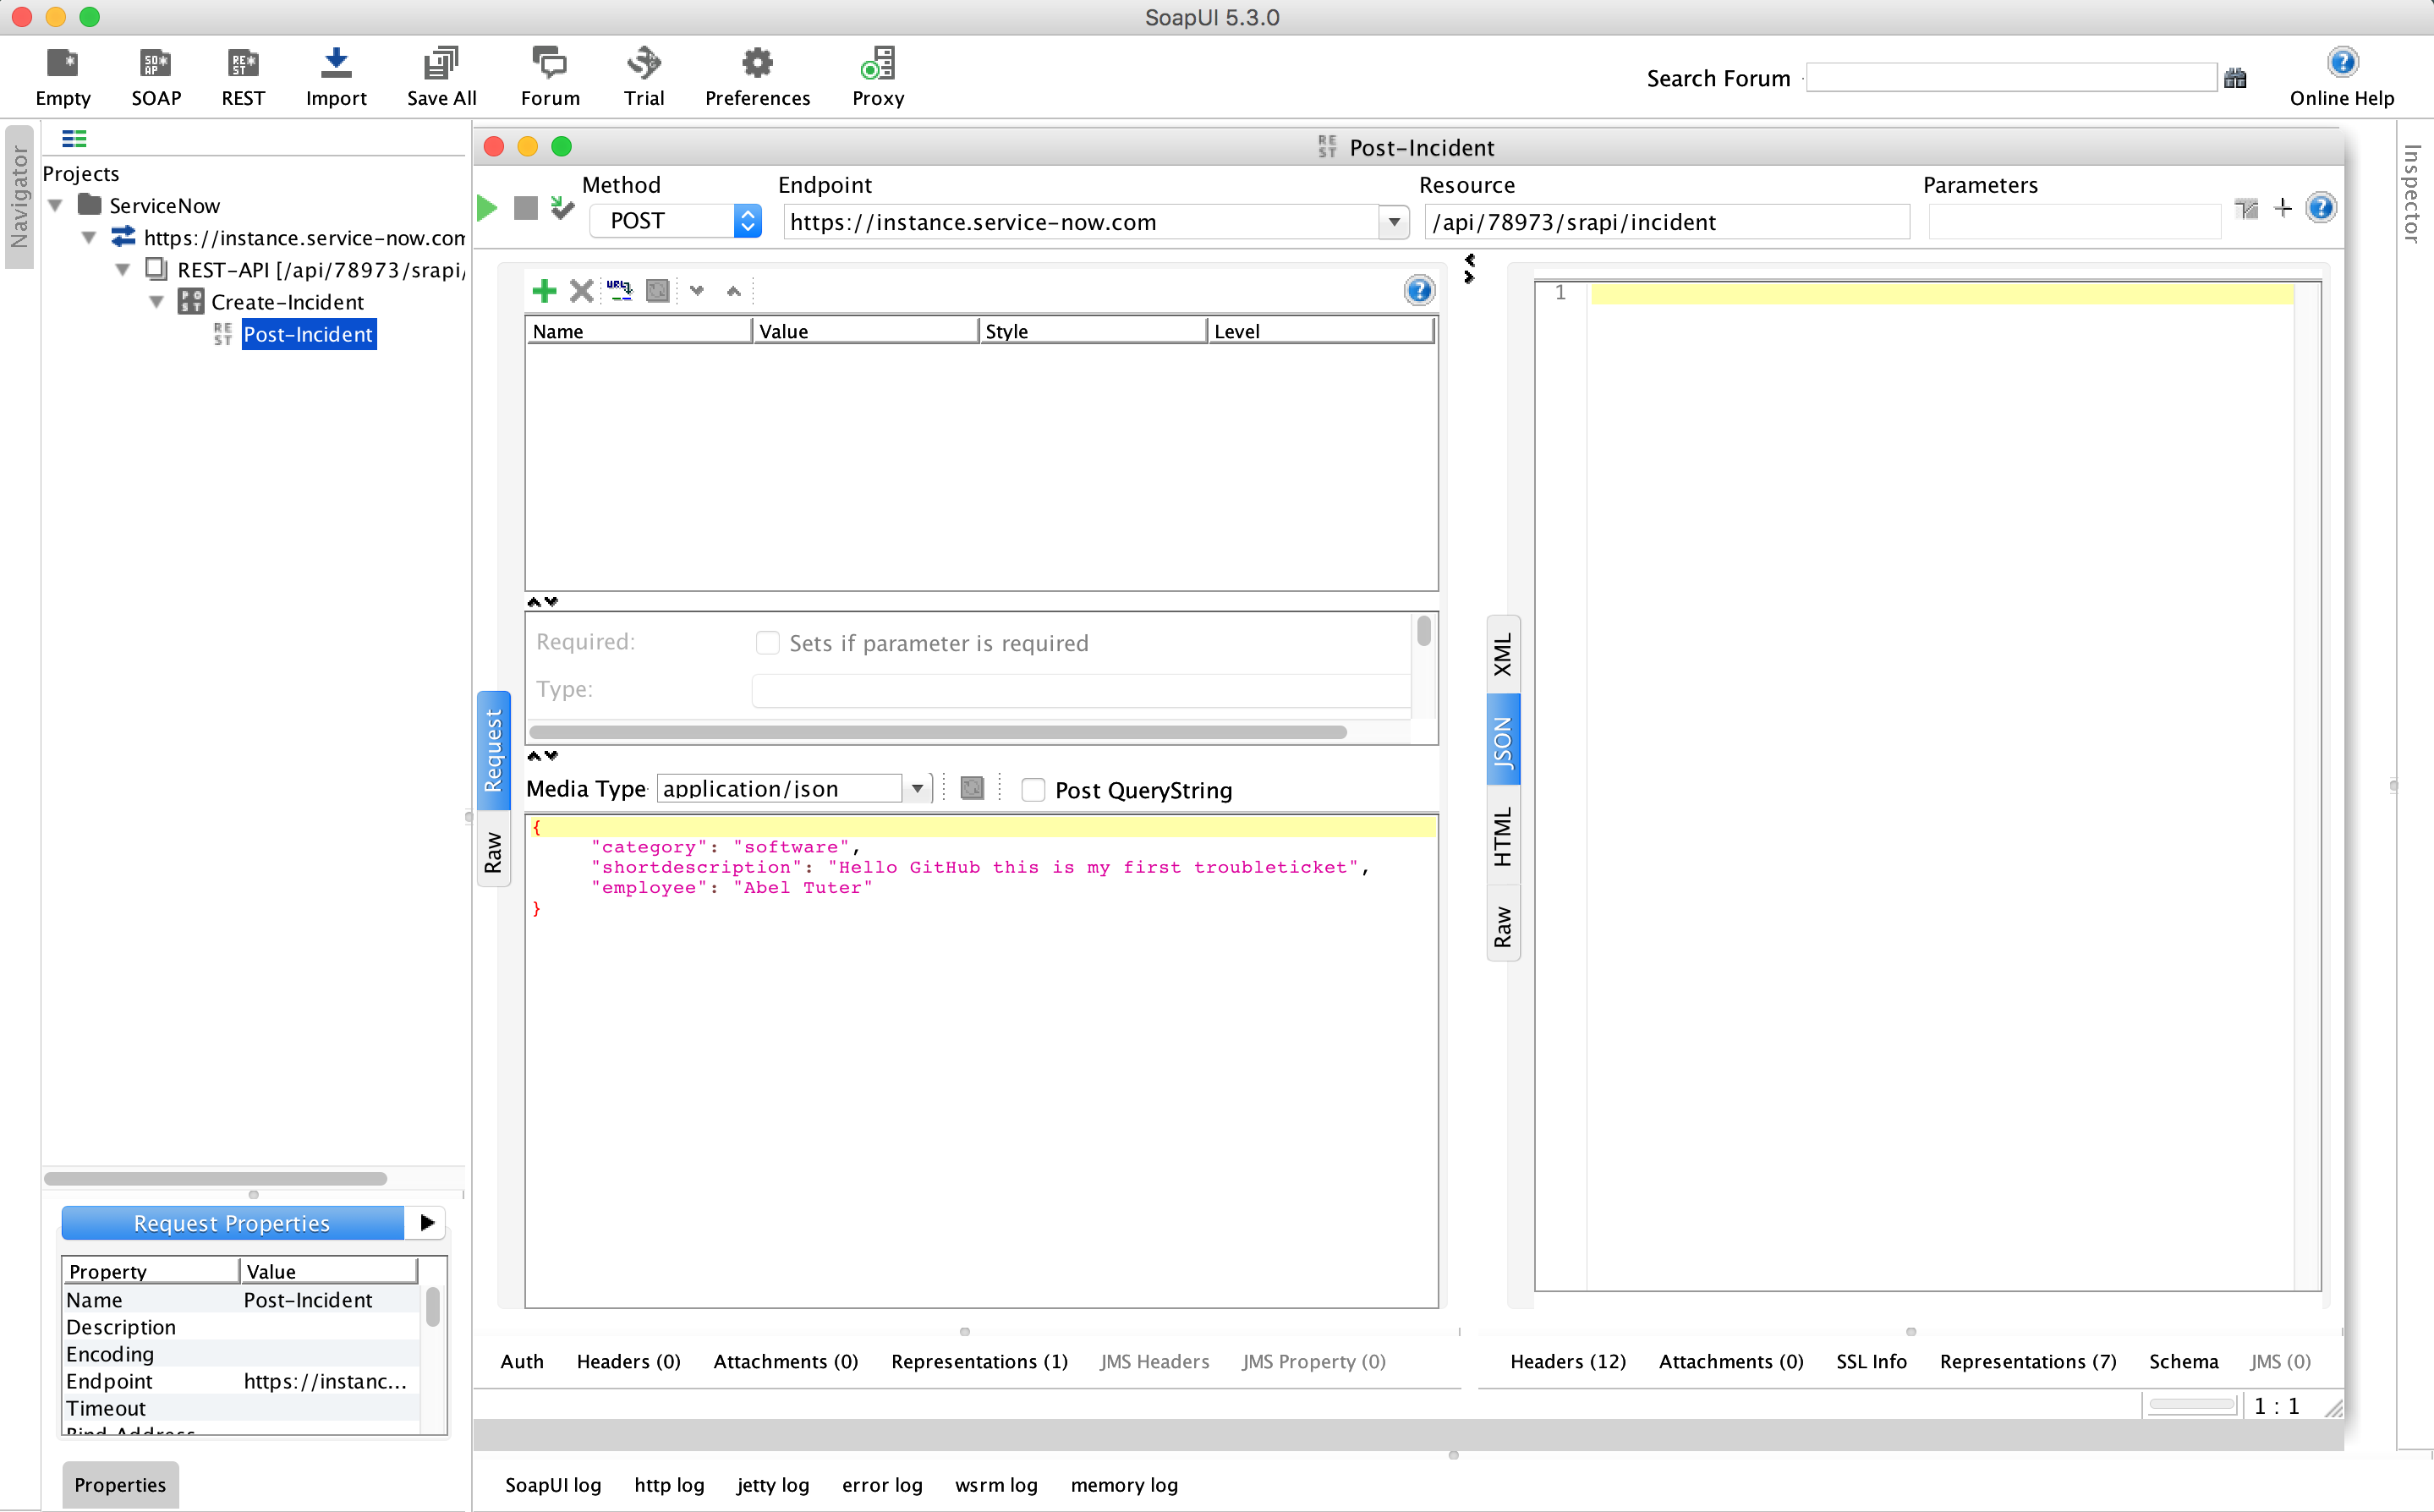 SoapUI 5.3.0
Empty SOAP REST Import Save All Forum Trial Preferences Proxy
Search Forum
Online Help
Navigator
Inspector
Projects
ServiceNow
https://instance.service-now.com
REST-API [/api/78973/srapi/
Create-Incident
Post-Incident
Post-Incident
Method Endpoint Resource Parameters
POST https://instance.service-now.com /api/78973/srapi/incident
Name Value Style Level
Required: Sets if parameter is required
Type:
Request
Raw
Media Type application/json Post QueryString
{
"category": "software",
"shortdescription": "Hello GitHub this is my first troubleticket",
"employee": "Abel Tuter"
}
XML
JSON
HTML
Raw
1
Auth Headers (0) Attachments (0) Representations (1) JMS Headers JMS Property (0)
Headers (12) Attachments (0) SSL Info Representations (7) Schema JMS (0)
1 : 1
Request Properties
Property Value
Name Post-Incident
Description
Encoding
Endpoint https://instanc...
Timeout
Bind Address
Properties
SoapUI log http log jetty log error log wsrm log memory log